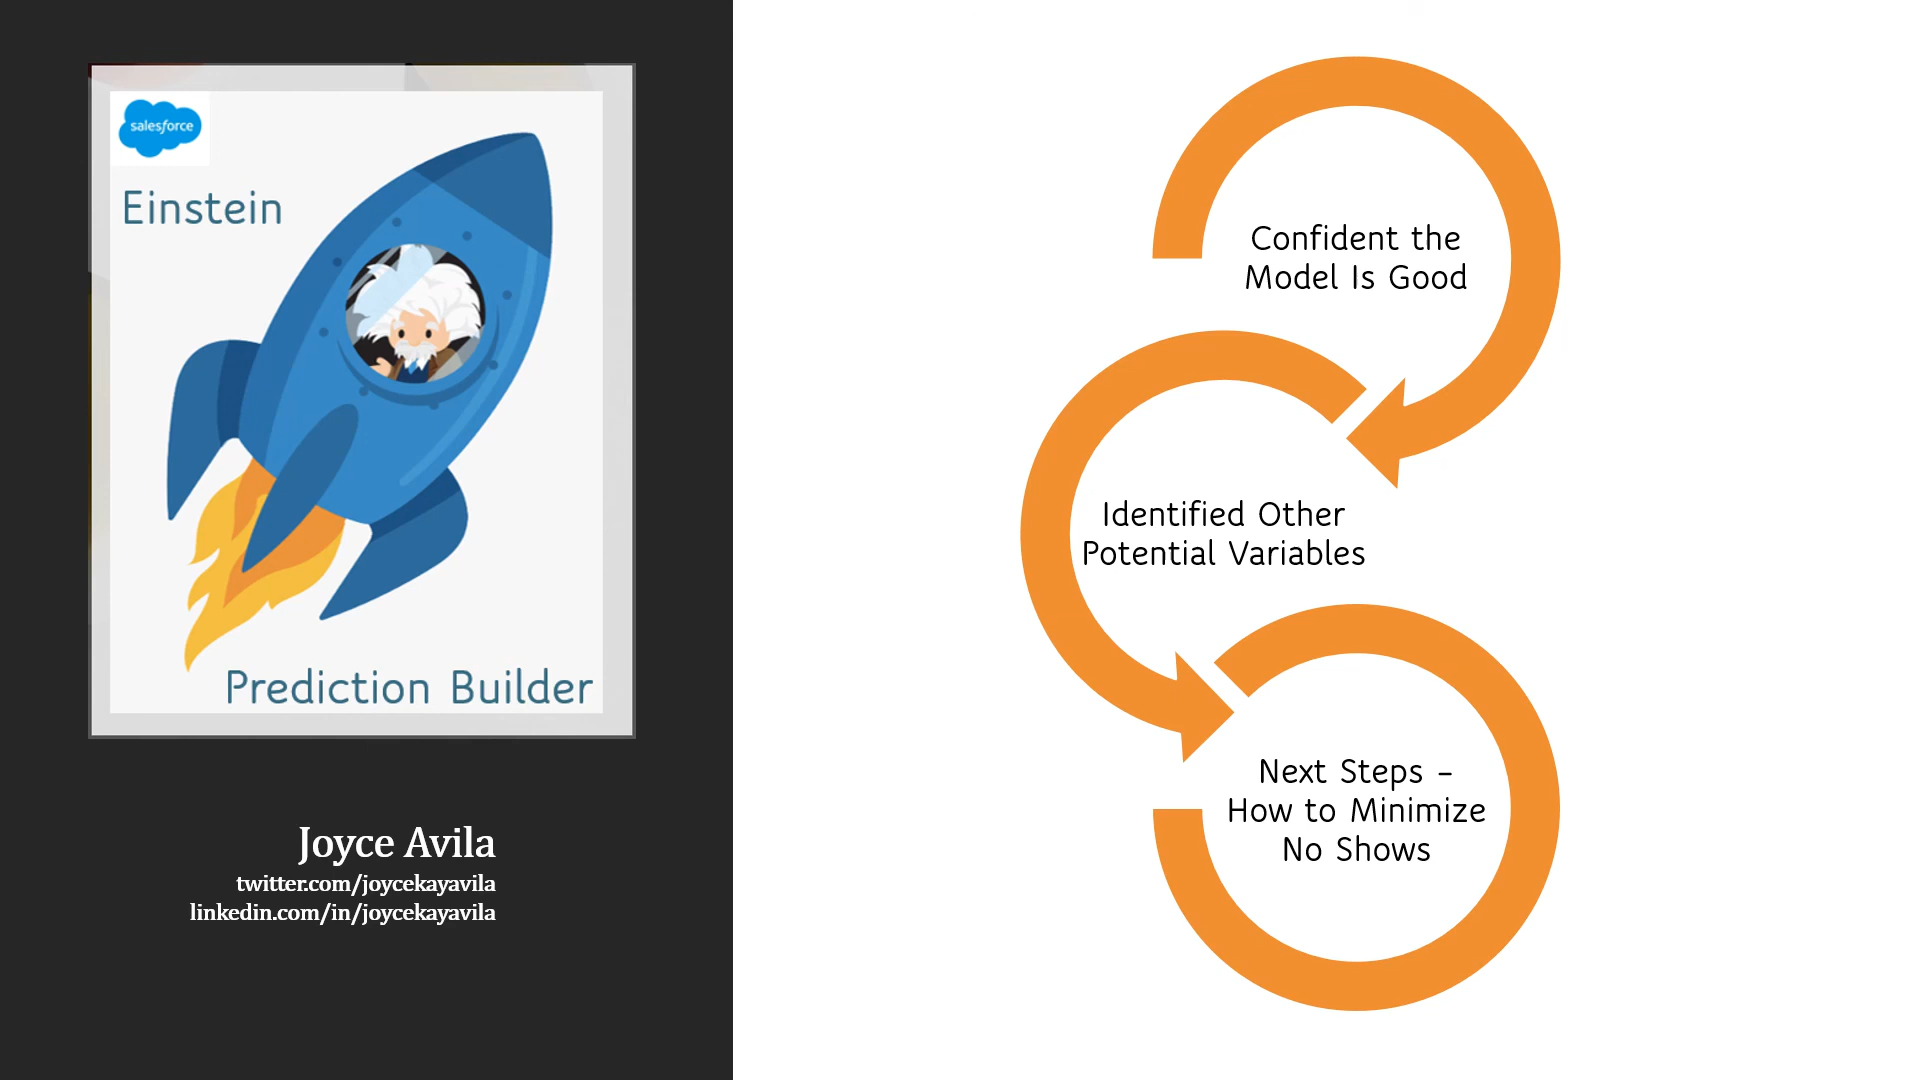 salesforce
Einstein
Prediction Builder
Joyce Avila
twitter.com/joycekayavila
linkedin.com/in/joycekayavila
Confident the
Model Is Good
Identified Other
Potential Variables
Next Steps –
How to Minimize
No Shows